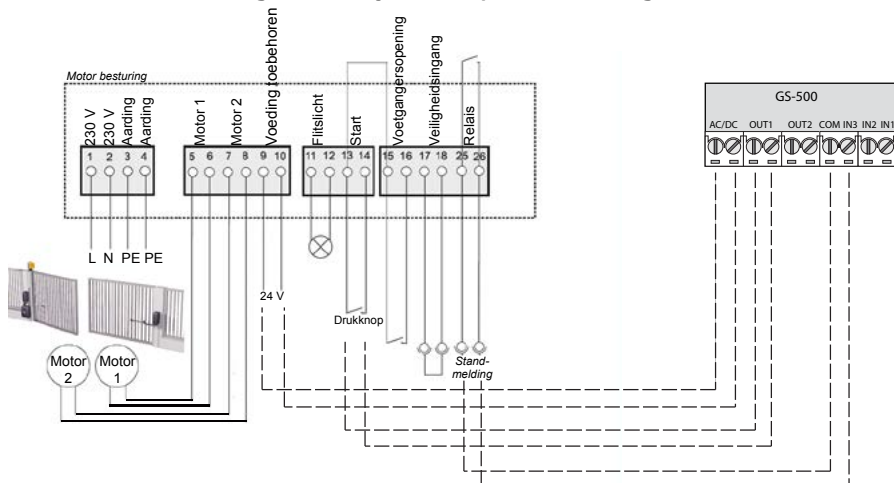 Motor besturing
230 V
230 V
Aarding
Aarding
Motor 1
Motor 2
Voeding toebehoren
Flitslicht
Start
Voetgangersopening
Veiligheidsingang
Relais
1 2 3 4
5 6 7 8 9 10
11 12 13 14
15 16 17 18 25 26
L N PE PE
24 V
Drukknop
Stand-
melding
Motor
2
Motor
1
GS-500
AC/DC OUT1 OUT2 COM IN3 IN2 IN1